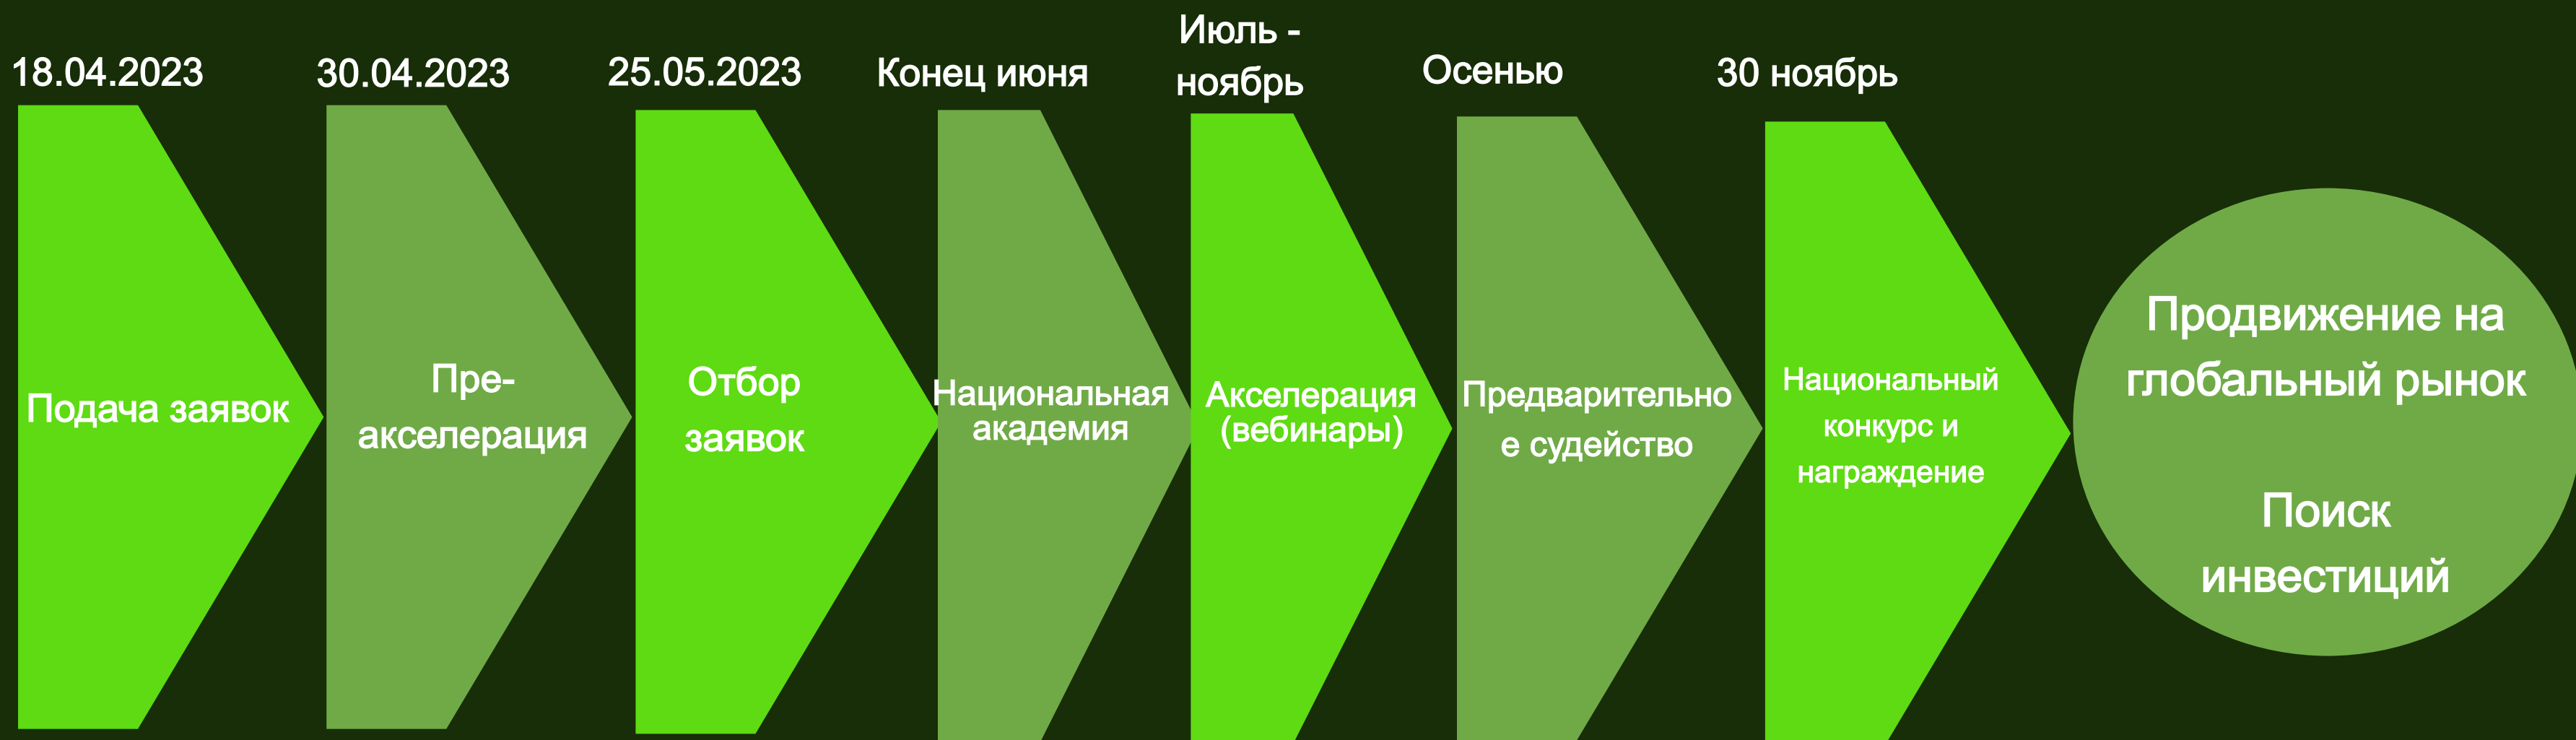 18.04.2023
Подача заявок
30.04.2023
Пре-
акселерация
25.05.2023
Отбор
заявок
Конец июня
Национальная
академия
Июль -
ноябрь
Акселерация
(вебинары)
Осенью
Предварительно
е судейство
30 ноябрь
Национальный
конкурс и
награждение
Продвижение на
глобальный рынок
Поиск
инвестиций